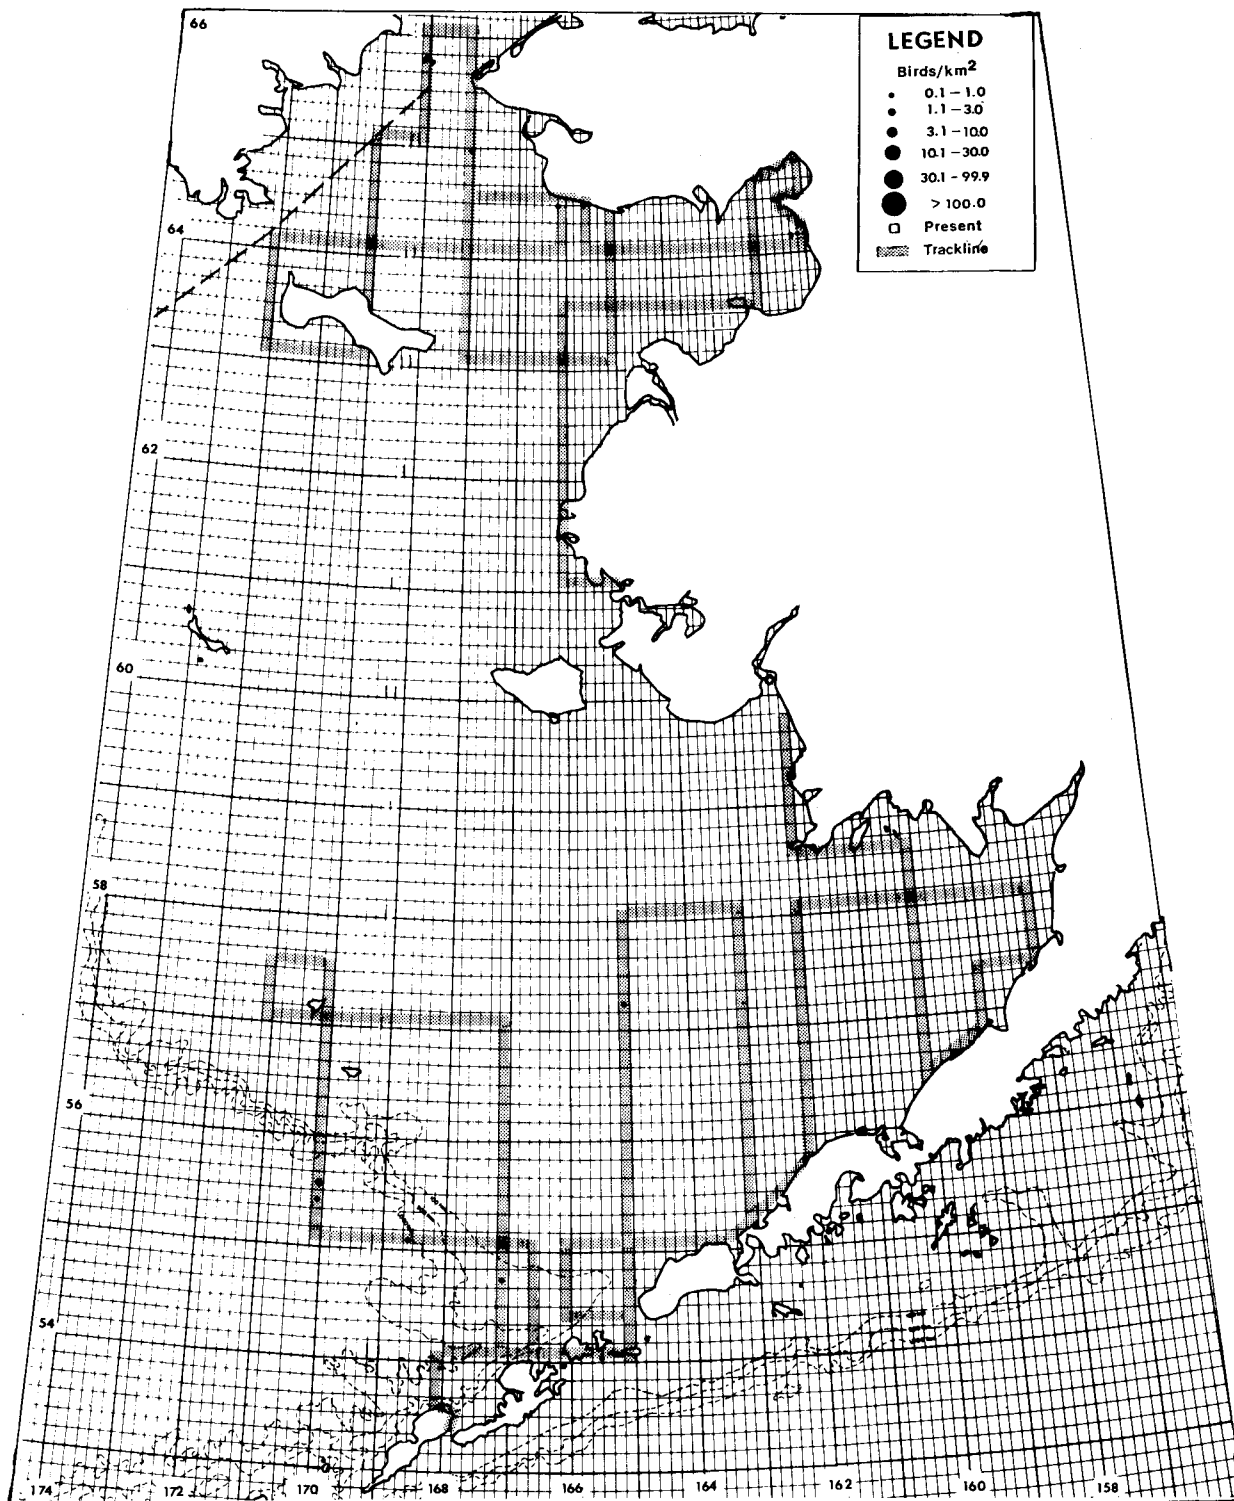 66
LEGEND
Birds/km²
0.1 – 1.0
1.1 – 3.0
3.1 – 10.0
10.1 – 30.0
30.1 – 99.9
> 100.0
Present
Trackline
64
62
60
58
56
54
174 172 170 168 166 164 162 160 158